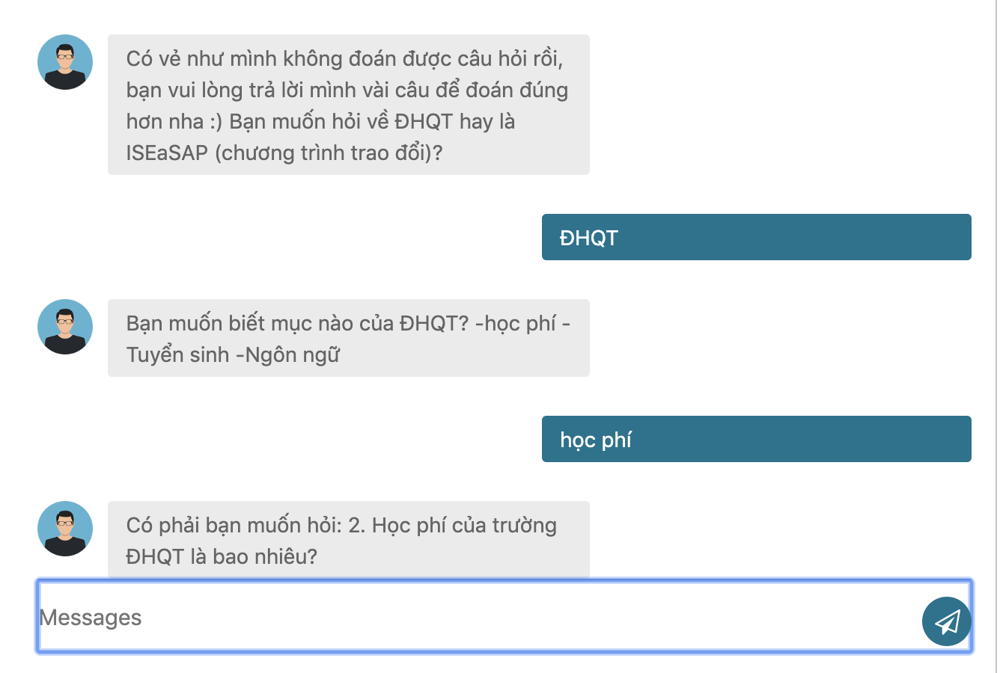 Có vẻ như mình không đoán được câu hỏi rồi,
bạn vui lòng trả lời mình vài câu để đoán đúng
hơn nha :) Bạn muốn hỏi về ĐHQT hay là
ISEaSAP (chương trình trao đổi)?
ĐHQT
Bạn muốn biết mục nào của ĐHQT? -học phí -
Tuyển sinh -Ngôn ngữ
học phí
Có phải bạn muốn hỏi: 2. Học phí của trường
ĐHQT là bao nhiêu?
Messages